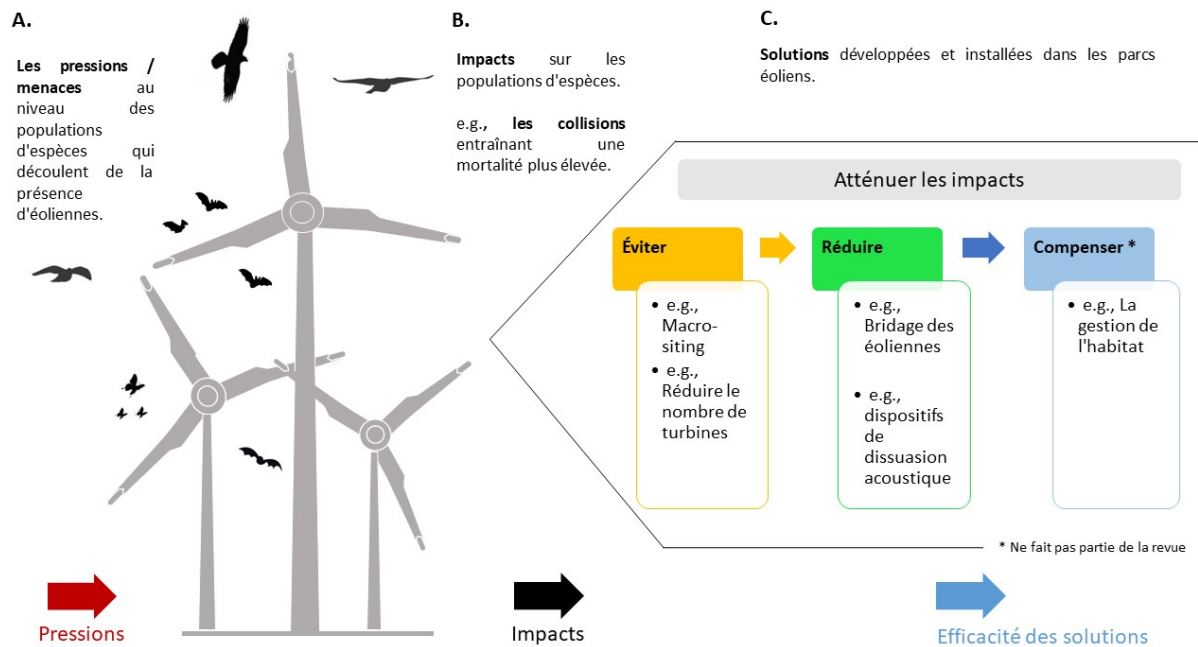 A.
Les pressions /
menaces au
niveau des
populations
d'espèces qui
découlent de la
présence
d'éoliennes.
B.
Impacts sur les
populations d'espèces.
e.g., les collisions
entraînant une
mortalité plus élevée.
C.
Solutions développées et installées dans les parcs
éoliens.
Atténuer les impacts
Éviter
• e.g.,
Macro-
siting
• e.g.,
Réduire le
nombre de
turbines
Réduire
• e.g.,
Bridage des
éoliennes
• e.g.,
dispositifs
de
dissuasion
acoustique
Compenser *
• e.g., La
gestion de
l'habitat
* Ne fait pas partie de la revue
Pressions
Impacts
Efficacité des solutions